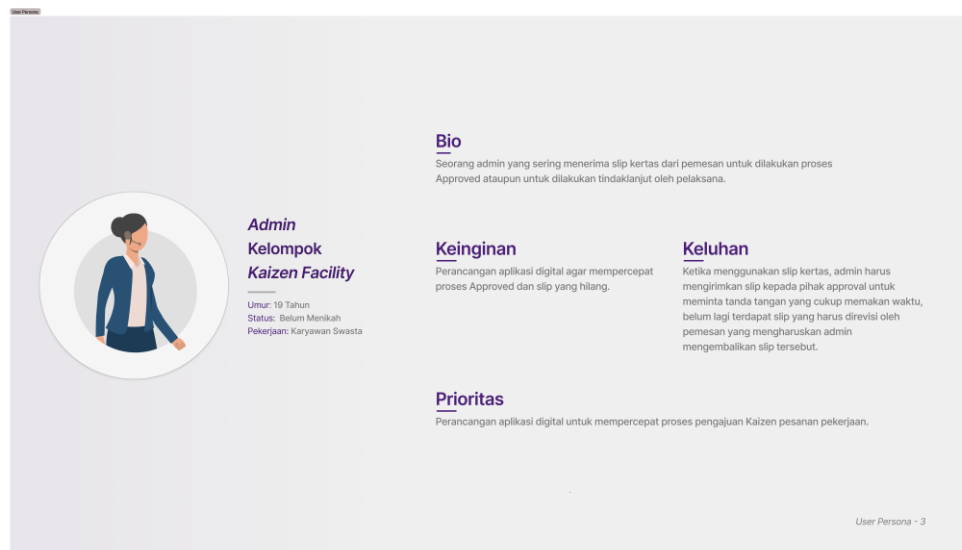 User Persona
Admin
Kelompok
Kaizen Facility
Umur: 19 Tahun
Status: Belum Menikah
Pekerjaan: Karyawan Swasta
Bio
Seorang admin yang sering menerima slip kertas dari pemesan untuk dilakukan proses
Approved ataupun untuk dilakukan tindaklanjut oleh pelaksana.
Keinginan
Perancangan aplikasi digital agar mempercepat
proses Approved dan slip yang hilang.
Keluhan
Ketika menggunakan slip kertas, admin harus
mengirimkan slip kepada pihak approval untuk
meminta tanda tangan yang cukup memakan waktu,
belum lagi terdapat slip yang harus direvisi oleh
pemesan yang mengharuskan admin
mengembalikan slip tersebut.
Prioritas
Perancangan aplikasi digital untuk mempercepat proses pengajuan Kaizen pesanan pekerjaan.
User Persona - 3